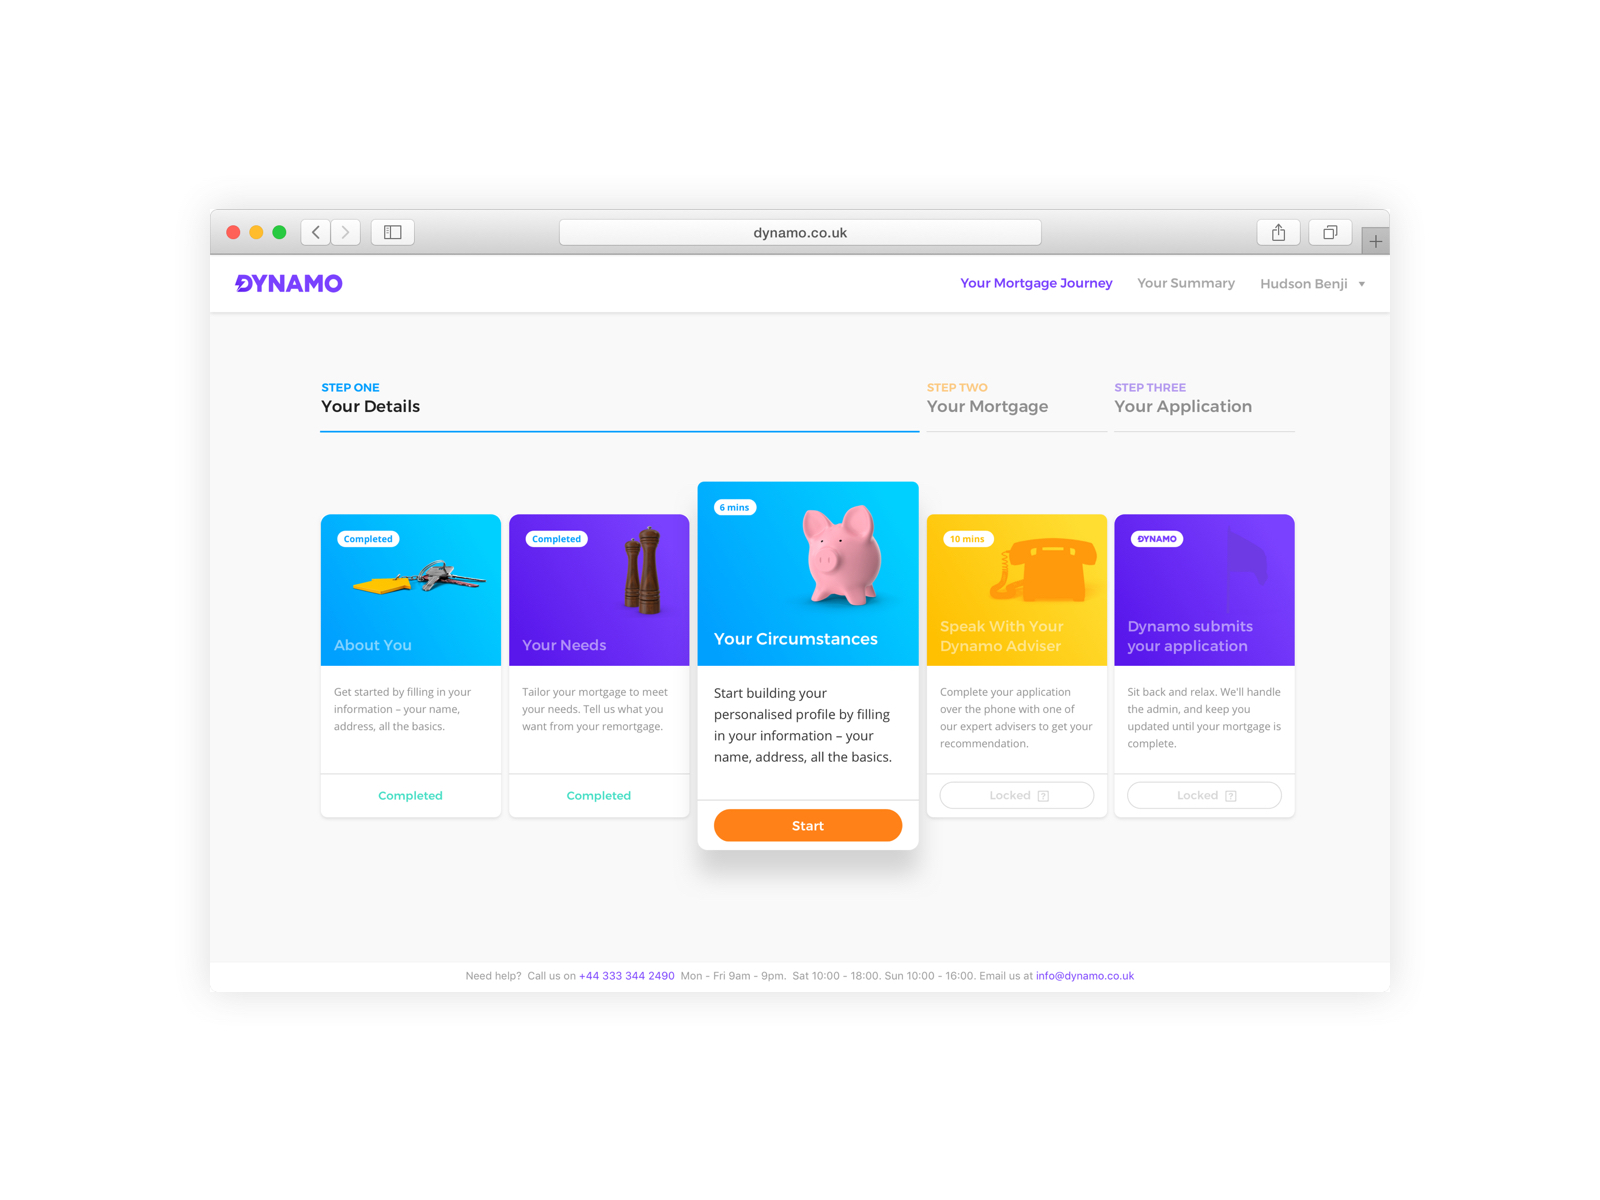 dynamo.co.uk
DYNAMO
Your Mortgage Journey
Your Summary
Hudson Benji
STEP ONE
Your Details
STEP TWO
Your Mortgage
STEP THREE
Your Application
Completed
About You
Get started by filling in your
information – your name,
address, all the basics.
Completed
Completed
Your Needs
Tailor your mortgage to meet
your needs. Tell us what you
want from your remortgage.
Completed
6 mins
Your Circumstances
Start building your
personalised profile by filling
in your information – your
name, address, all the basics.
Start
10 mins
Speak With Your
Dynamo Adviser
Complete your application
over the phone with one of
our expert advisers to get your
recommendation.
Locked ?
DYNAMO
Dynamo submits
your application
Sit back and relax. We'll handle
the admin, and keep you
updated until your mortgage is
complete.
Locked ?
Need help? Call us on +44 333 344 2490 Mon - Fri 9am - 9pm. Sat 10:00 - 18:00. Sun 10:00 - 16:00. Email us at info@dynamo.co.uk